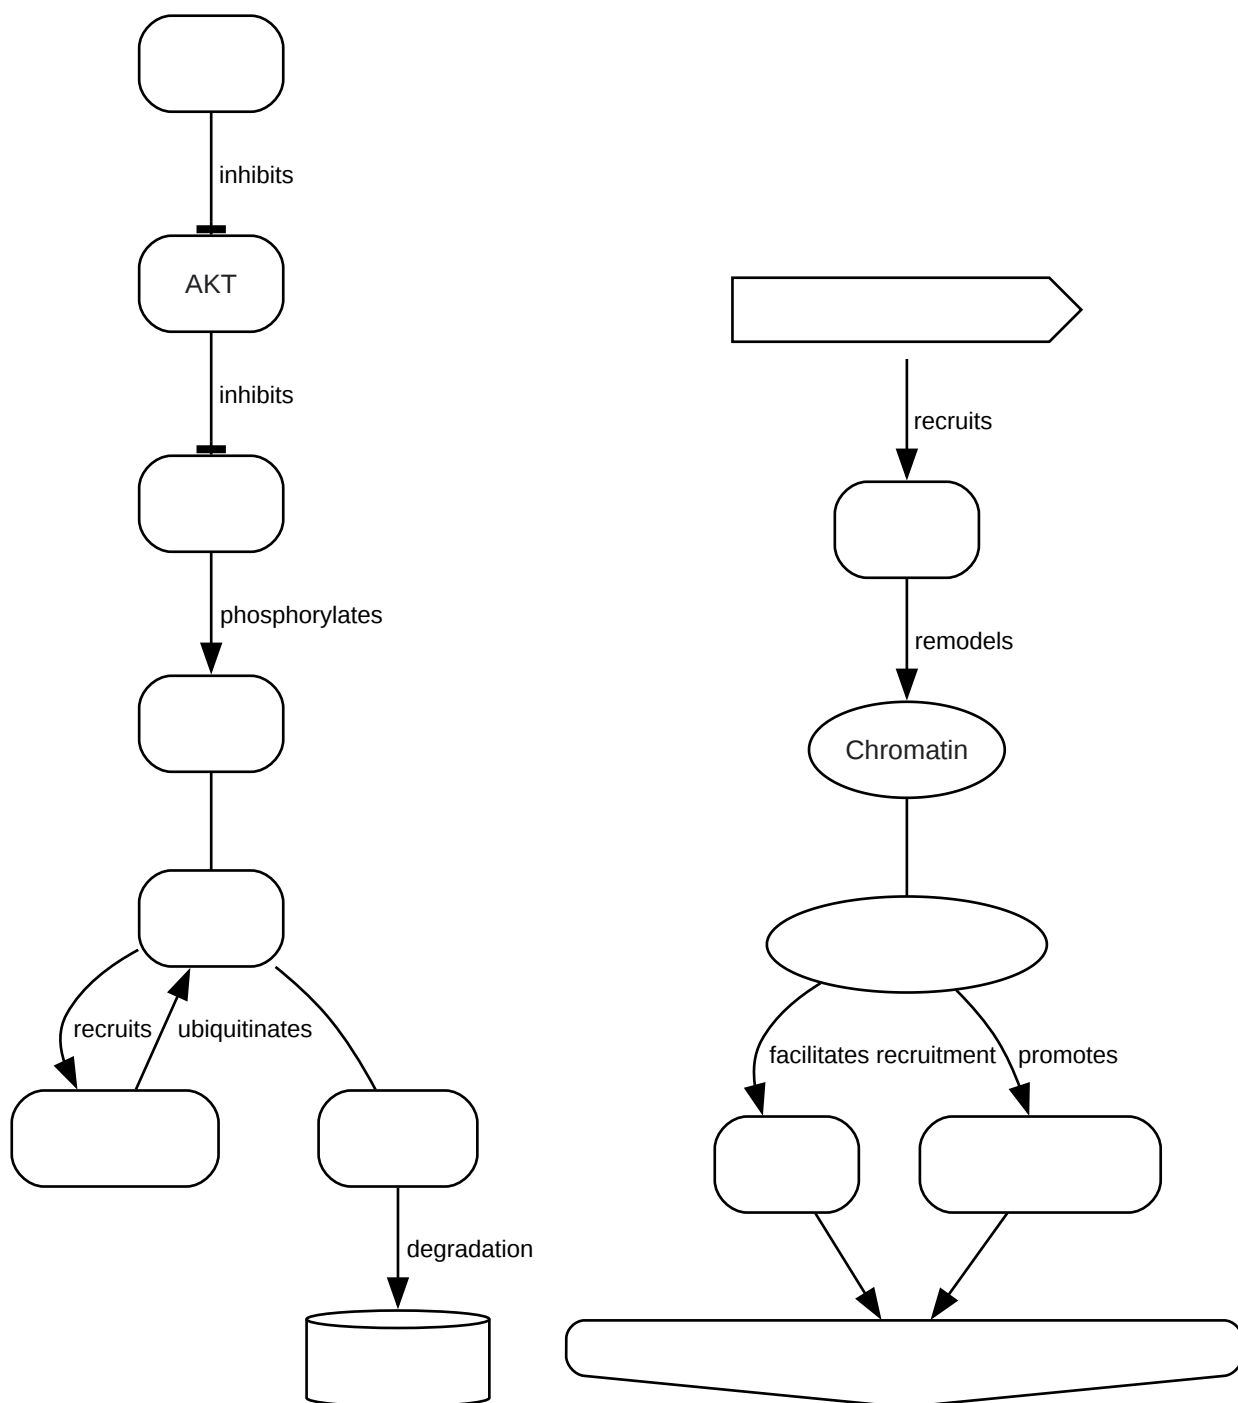 inhibits
AKT
inhibits
phosphorylates
recruits
ubiquitinates
degradation
recruits
remodels
Chromatin
facilitates recruitment
promotes